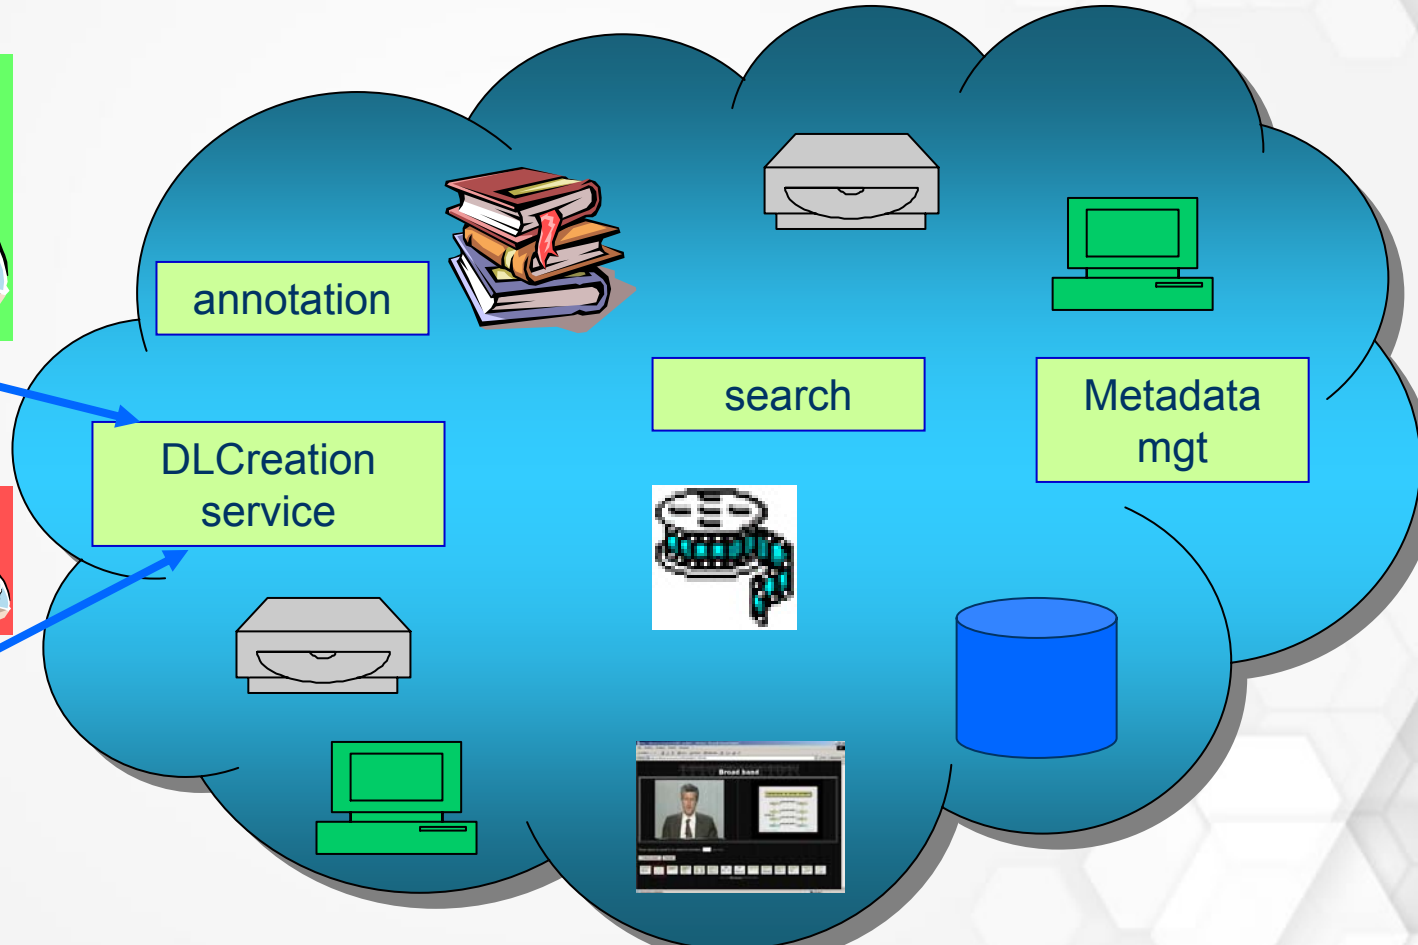 annotation
search
Metadata
mgt
DLCreation
service
Broad band